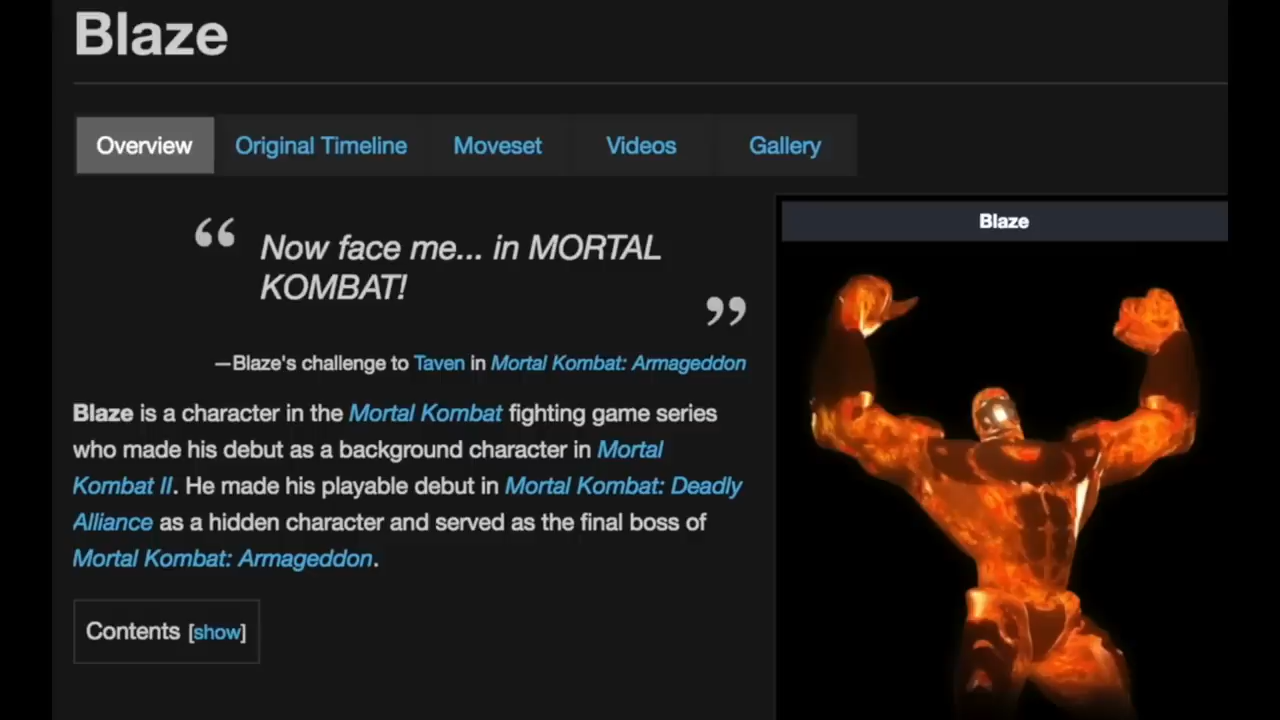 Blaze
Overview
Original Timeline
Moveset
Videos
Gallery
“ Now face me... in MORTAL
KOMBAT! ”
—Blaze's challenge to Taven in Mortal Kombat: Armageddon
Blaze is a character in the Mortal Kombat fighting game series
who made his debut as a background character in Mortal
Kombat II. He made his playable debut in Mortal Kombat: Deadly
Alliance as a hidden character and served as the final boss of
Mortal Kombat: Armageddon.
Contents [show]
Blaze